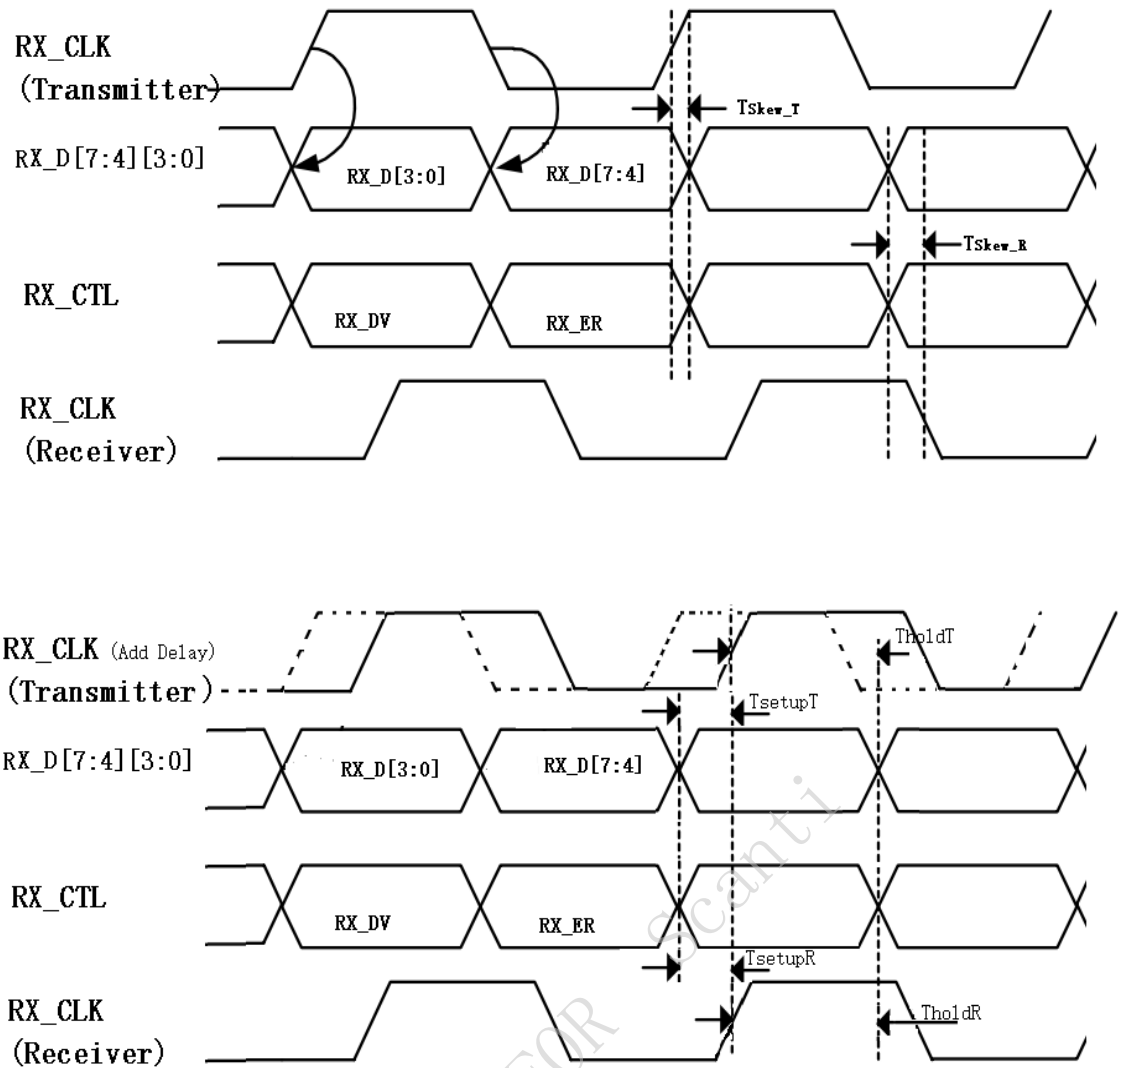 RX_CLK
(Transmitter)
TSkew_T
RX_D[7:4][3:0]
RX_D[3:0]
RX_D[7:4]
TSkew_R
RX_CTL
RX_DV
RX_ER
RX_CLK
(Receiver)
RX_CLK (Add Delay)
(Transmitter)
TholdT
TsetupT
RX_D[7:4][3:0]
RX_D[3:0]
RX_D[7:4]
RX_CTL
RX_DV
RX_ER
TsetupR
RX_CLK
(Receiver)
TholdR
FOR Scanti